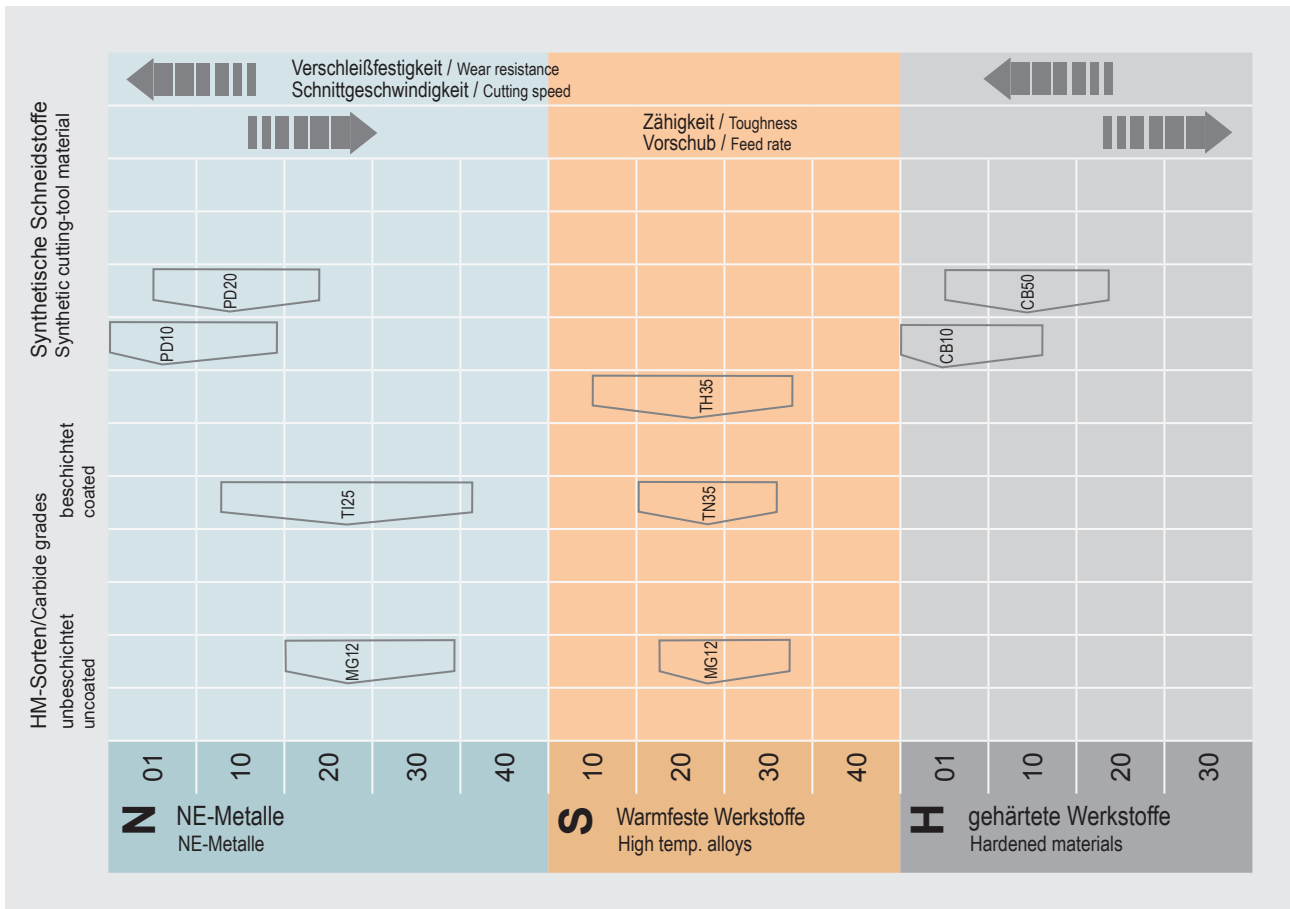 Verschleißfestigkeit / Wear resistance
Schnittgeschwindigkeit / Cutting speed
Zähigkeit / Toughness
Vorschub / Feed rate
Synthetische Schneidstoffe
Synthetic cutting-tool material
PD20
CB50
PD10
CB10
TH35
HM-Sorten/Carbide grades
beschichtet
coated
TI25
TN35
unbeschichtet
uncoated
MG12
MG12
01 10 20 30 40
10 20 30 40
01 10 20 30
N NE-Metalle
NE-Metalle
S Warmfeste Werkstoffe
High temp. alloys
H gehärtete Werkstoffe
Hardened materials